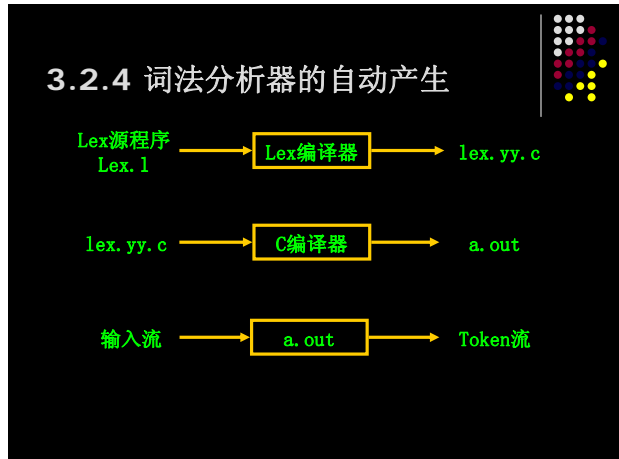 3.2.4 词法分析器的自动产生
Lex源程序
Lex.l
Lex编译器
lex.yy.c
lex.yy.c
C编译器
a.out
输入流
a.out
Token流